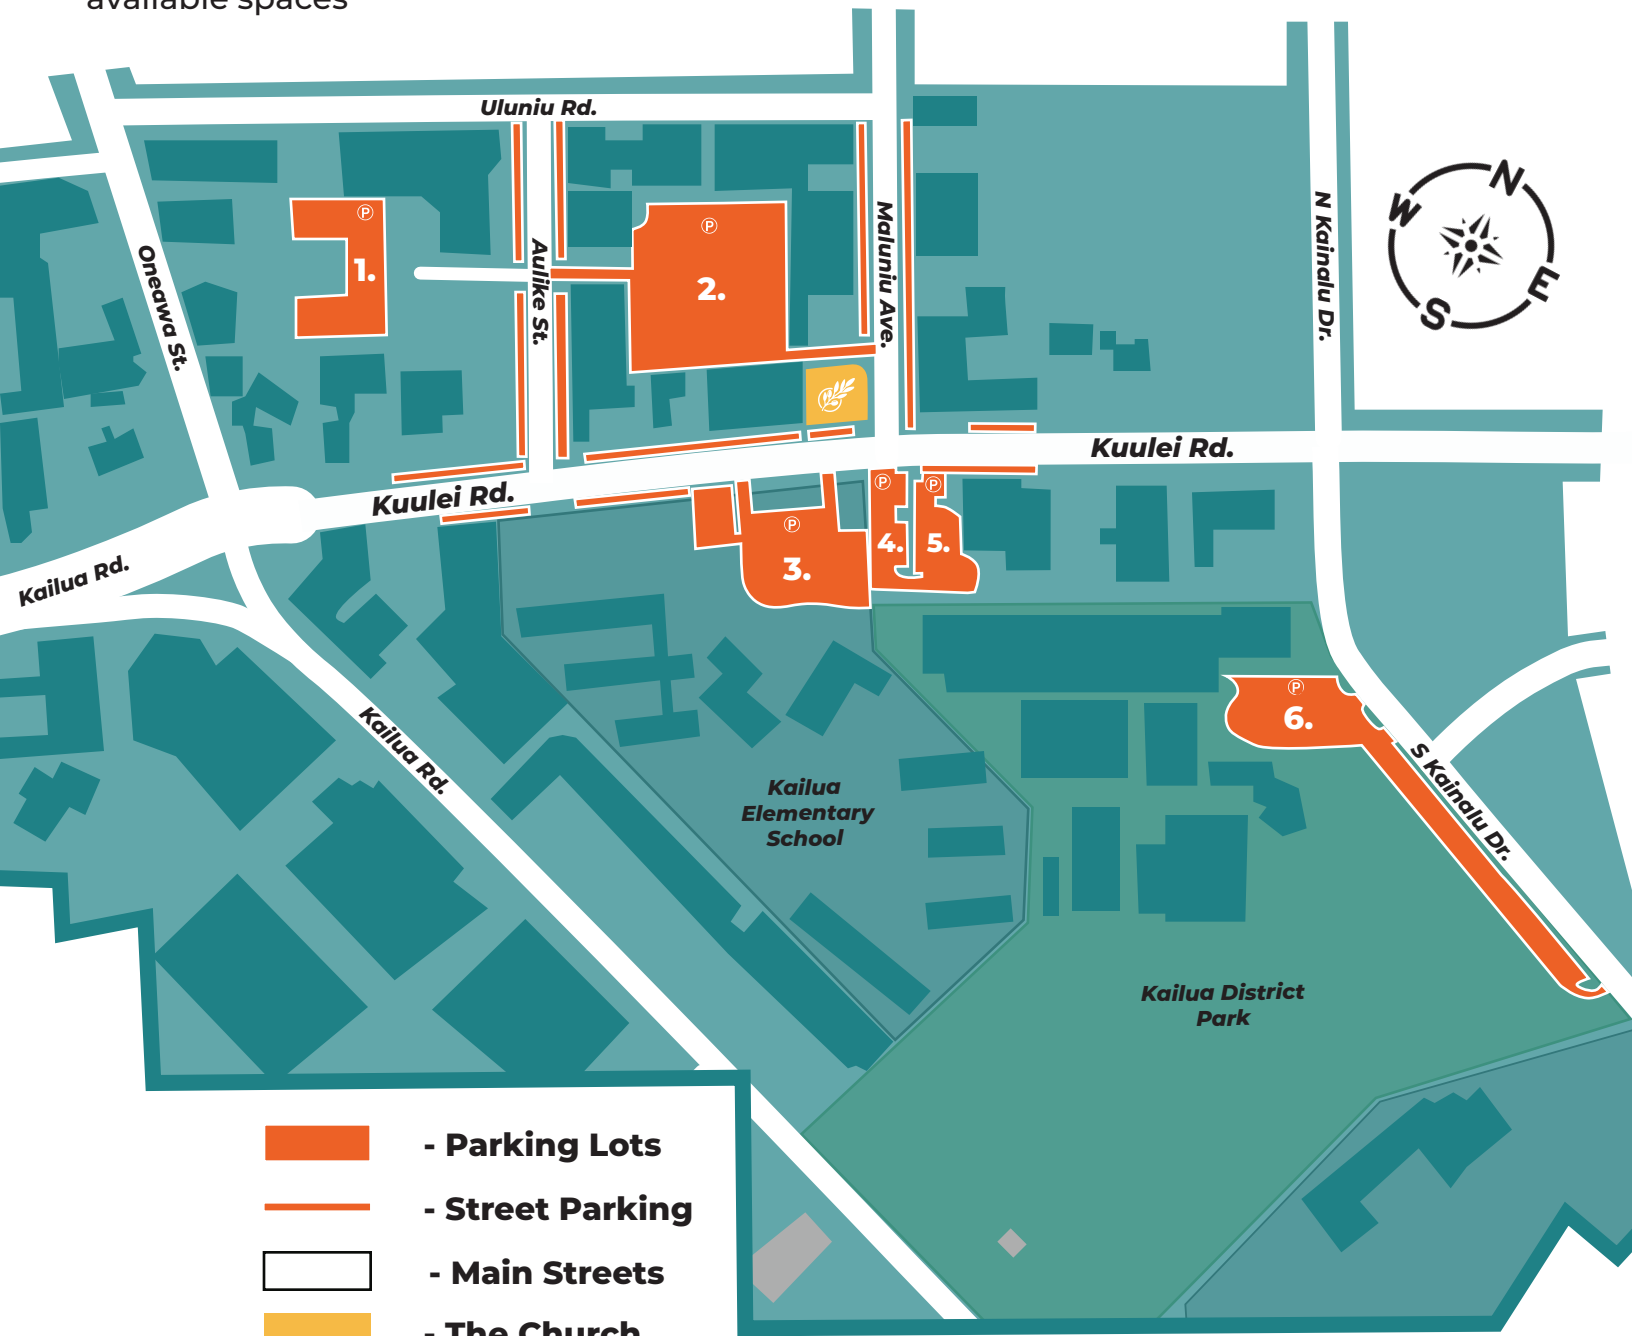 available spaces
Uluniu Rd.
Oneawa St.
Aulike St.
Maluniu Ave.
N Kainalu Dr.
N
W
E
S
P
1.
P
2.
Kuulei Rd.
Kuulei Rd.
Kailua Rd.
P
3.
P
4.
P
5.
P
6.
Kailua Rd.
S Kainalu Dr.
Kailua
Elementary
School
Kailua District
Park
- Parking Lots
- Street Parking
- Main Streets
- The Church